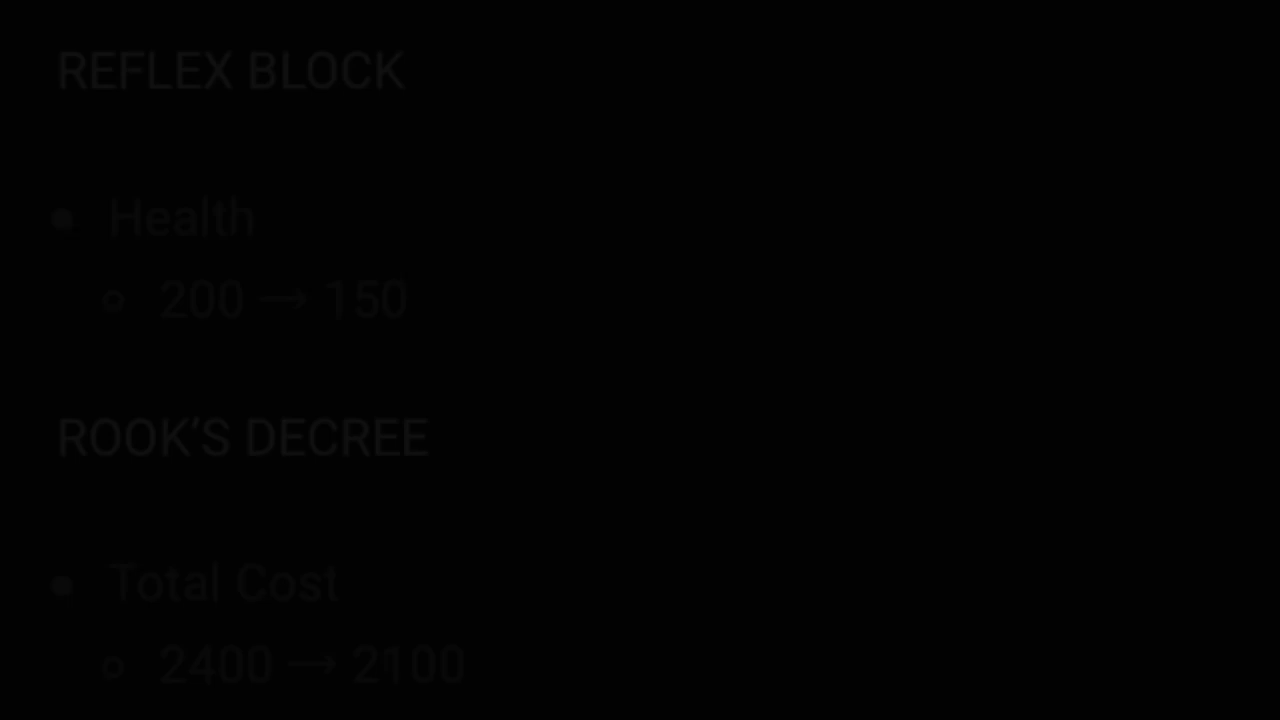 REFLEX BLOCK
Health
200 → 150
ROOK'S DECREE
Total Cost
2400 → 2100